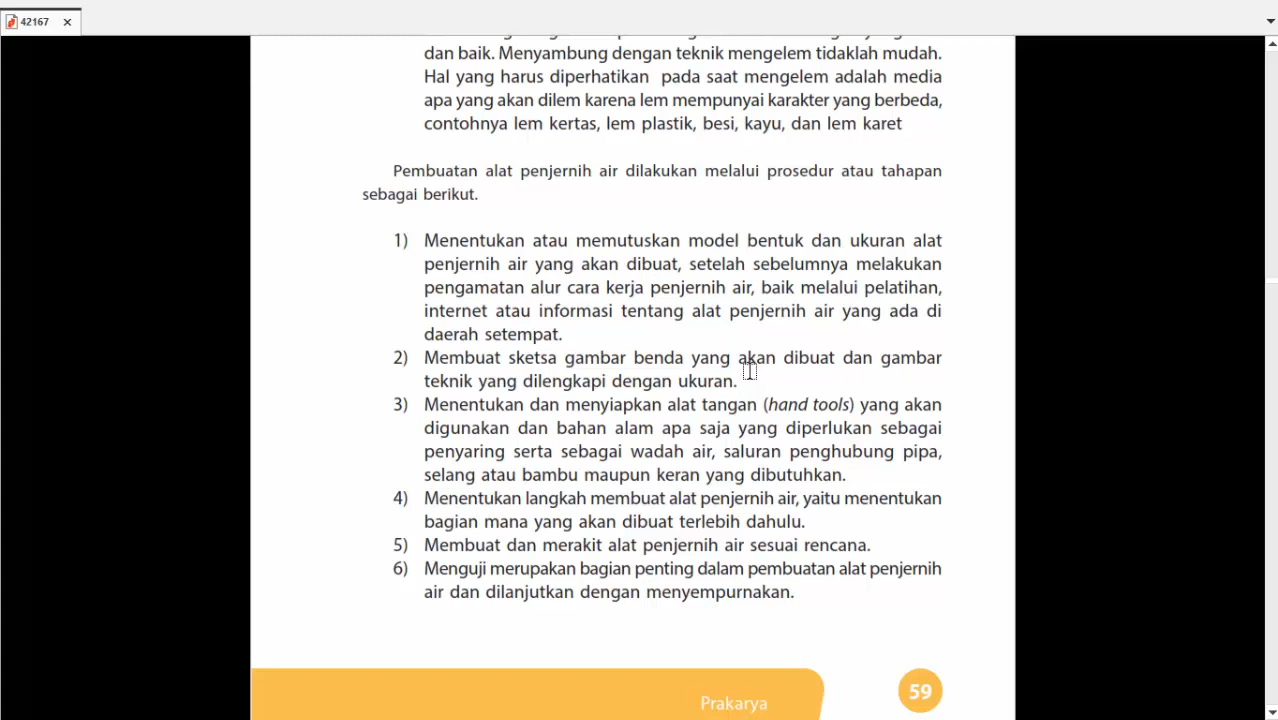 42167
dan baik. Menyambung dengan teknik mengelem tidaklah mudah.
Hal yang harus diperhatikan pada saat mengelem adalah media
apa yang akan dilem karena lem mempunyai karakter yang berbeda,
contohnya lem kertas, lem plastik, besi, kayu, dan lem karet
Pembuatan alat penjernih air dilakukan melalui prosedur atau tahapan
sebagai berikut.
1) Menentukan atau memutuskan model bentuk dan ukuran alat
penjernih air yang akan dibuat, setelah sebelumnya melakukan
pengamatan alur cara kerja penjernih air, baik melalui pelatihan,
internet atau informasi tentang alat penjernih air yang ada di
daerah setempat.
2) Membuat sketsa gambar benda yang akan dibuat dan gambar
teknik yang dilengkapi dengan ukuran.
3) Menentukan dan menyiapkan alat tangan (hand tools) yang akan
digunakan dan bahan alam apa saja yang diperlukan sebagai
penyaring serta sebagai wadah air, saluran penghubung pipa,
selang atau bambu maupun keran yang dibutuhkan.
4) Menentukan langkah membuat alat penjernih air, yaitu menentukan
bagian mana yang akan dibuat terlebih dahulu.
5) Membuat dan merakit alat penjernih air sesuai rencana.
6) Menguji merupakan bagian penting dalam pembuatan alat penjernih
air dan dilanjutkan dengan menyempurnakan.
Prakarya
59